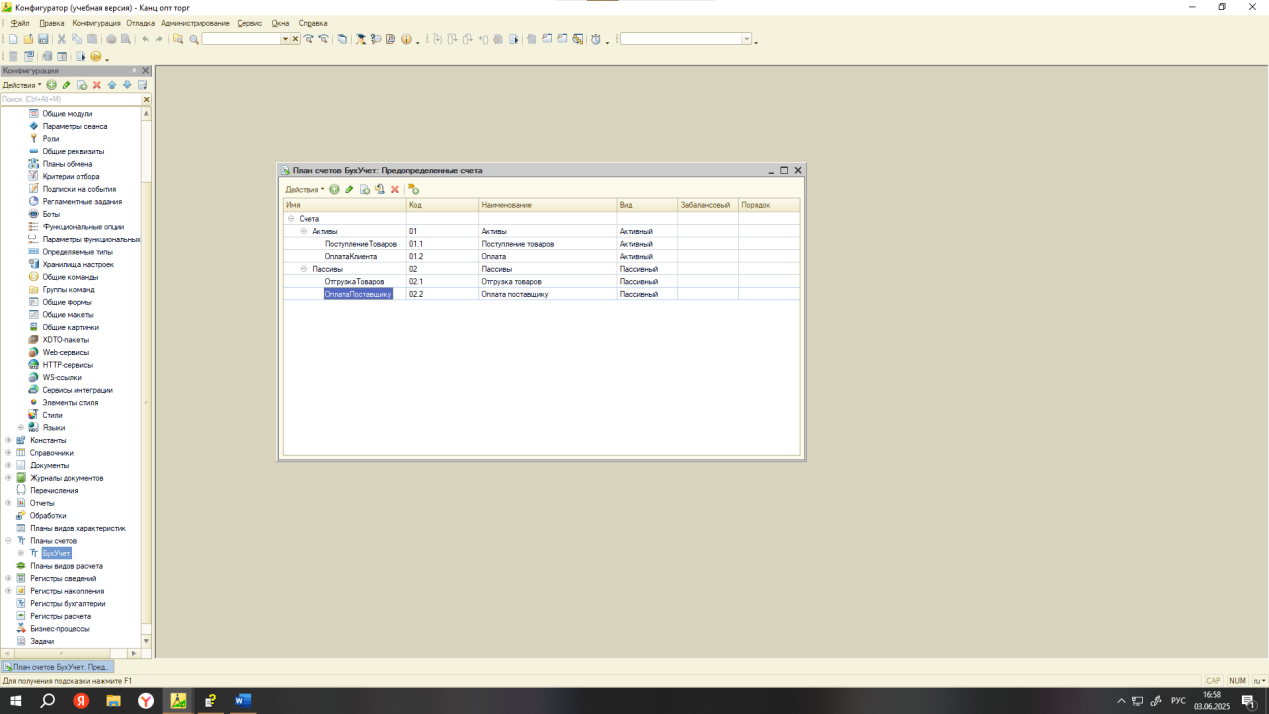 Конфигуратор (учебная версия) - Канц опт торг
Файл Правка Конфигурация Отладка Администрирование Сервис Окна Справка
Конфигурация
Действия
Поиск (Ctrl+Alt+M)
Общие модули
Параметры сеанса
Роли
Общие реквизиты
Планы обмена
Критерии отбора
Подписки на события
Регламентные задания
Боты
Функциональные опции
Параметры функциональных
Определяемые типы
Хранилища настроек
Общие команды
Группы команд
Общие формы
Общие макеты
Общие картинки
XDTO-пакеты
Web-сервисы
HTTP-сервисы
WS-ссылки
Сервисы интеграции
Элементы стиля
Стили
Языки
Константы
Справочники
Документы
Журналы документов
Перечисления
Отчеты
Обработки
Планы видов характеристик
Планы счетов
БухУчет
Планы видов расчета
Регистры сведений
Регистры накопления
Регистры бухгалтерии
Регистры расчета
Бизнес-процессы
Задачи
План счетов БухУчет: Предопределенные счета
Действия
Имя Код Наименование Вид Забалансовый Порядок
Счета
Активы 01 Активы Активный
ПоступлениеТоваров 01.1 Поступление товаров Активный
ОплатаКлиента 01.2 Оплата Активный
Пассивы 02 Пассивы Пассивный
ОтгрузкаТоваров 02.1 Отгрузка товаров Пассивный
ОплатаПоставщику 02.2 Оплата поставщику Пассивный
План счетов БухУчет: Пред...
Для получения подсказки нажмите F1
CAP NUM ru
РУС
16:58
03.06.2025
1